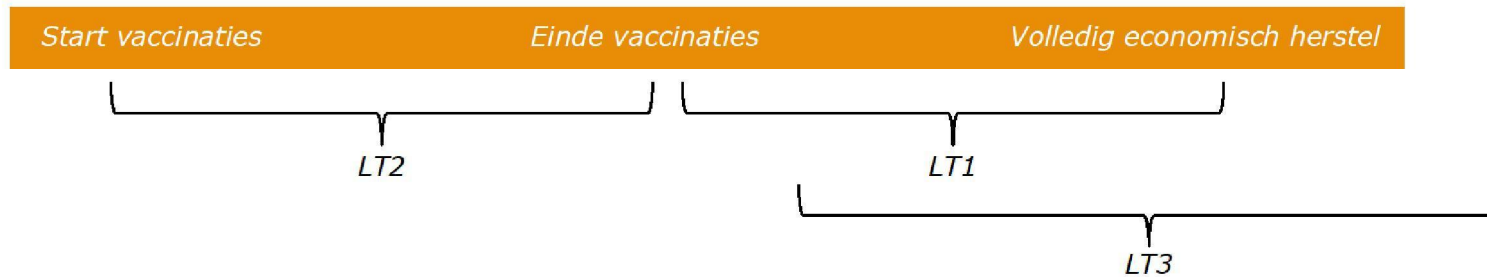 Start vaccinaties Einde vaccinaties Volledig economisch herstel
LT2 LT1
LT3